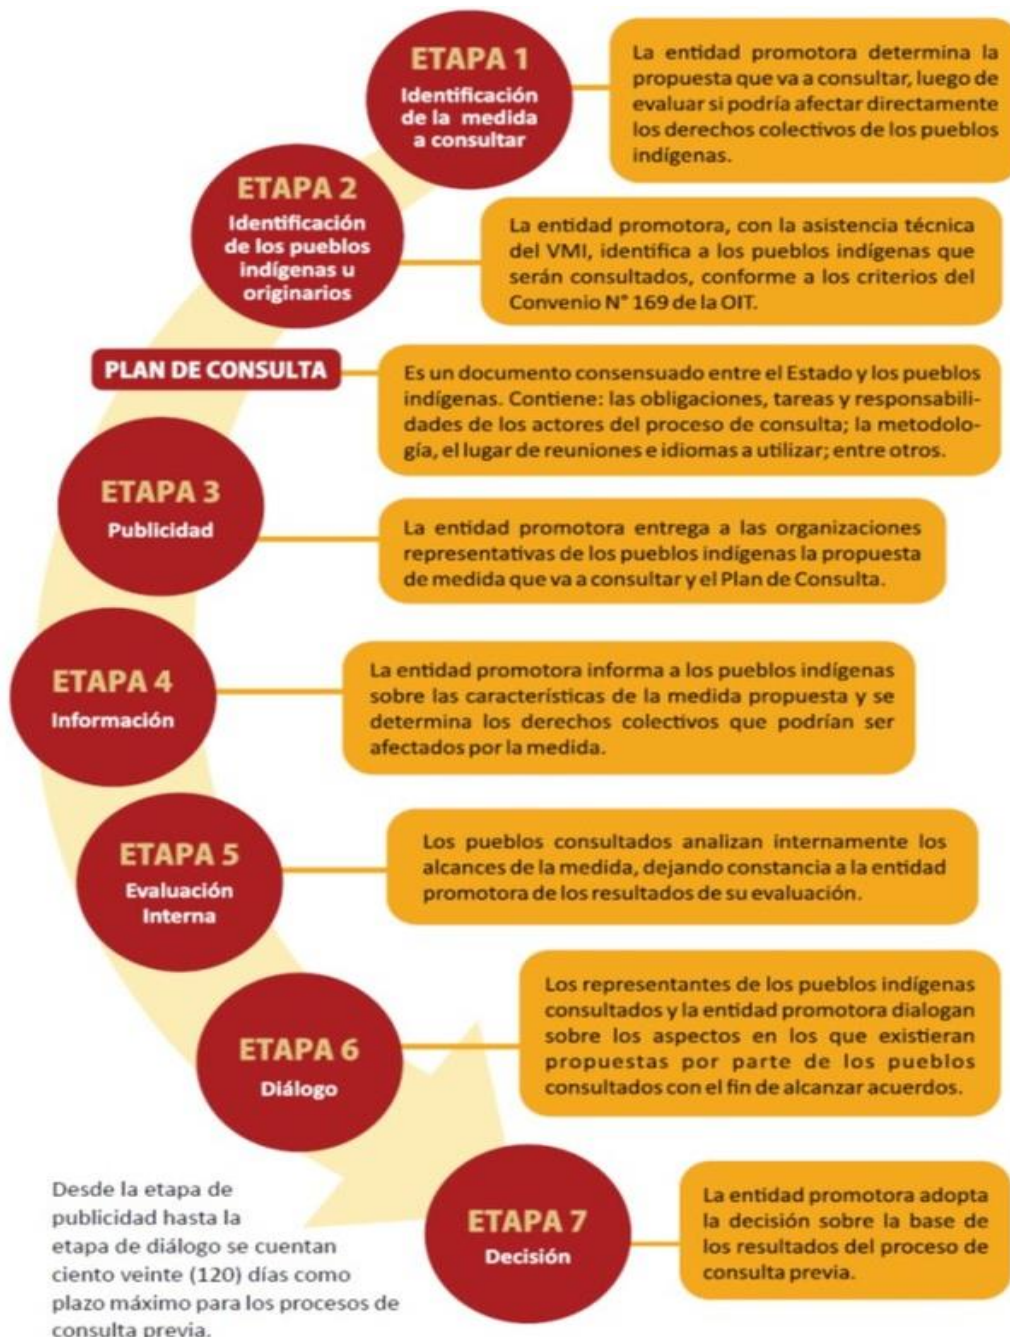 ETAPA 1
Identificación
de la medida
a consultar
La entidad promotora determina la
propuesta que va a consultar, luego de
evaluar si podría afectar directamente
los derechos colectivos de los pueblos
indígenas.
ETAPA 2
Identificación
de los pueblos
indígenas u
originarios
La entidad promotora, con la asistencia técnica
del VMI, identifica a los pueblos indígenas que
serán consultados, conforme a los criterios del
Convenio N° 169 de la OIT.
PLAN DE CONSULTA
Es un documento consensuado entre el Estado y los pueblos
indígenas. Contiene: las obligaciones, tareas y responsabili-
dades de los actores del proceso de consulta; la metodolo-
gía, el lugar de reuniones e idiomas a utilizar; entre otros.
ETAPA 3
Publicidad
La entidad promotora entrega a las organizaciones
representativas de los pueblos indígenas la propuesta
de medida que va a consultar y el Plan de Consulta.
ETAPA 4
Información
La entidad promotora informa a los pueblos indígenas
sobre las características de la medida propuesta y se
determina los derechos colectivos que podrían ser
afectados por la medida.
ETAPA 5
Evaluación
Interna
Los pueblos consultados analizan internamente los
alcances de la medida, dejando constancia a la entidad
promotora de los resultados de su evaluación.
ETAPA 6
Diálogo
Los representantes de los pueblos indígenas
consultados y la entidad promotora dialogan
sobre los aspectos en los que existieran
propuestas por parte de los pueblos
consultados con el fin de alcanzar acuerdos.
ETAPA 7
Decisión
La entidad promotora adopta
la decisión sobre la base de
los resultados del proceso de
consulta previa.
Desde la etapa de
publicidad hasta la
etapa de diálogo se cuentan
ciento veinte (120) días como
plazo máximo para los procesos de
consulta previa.